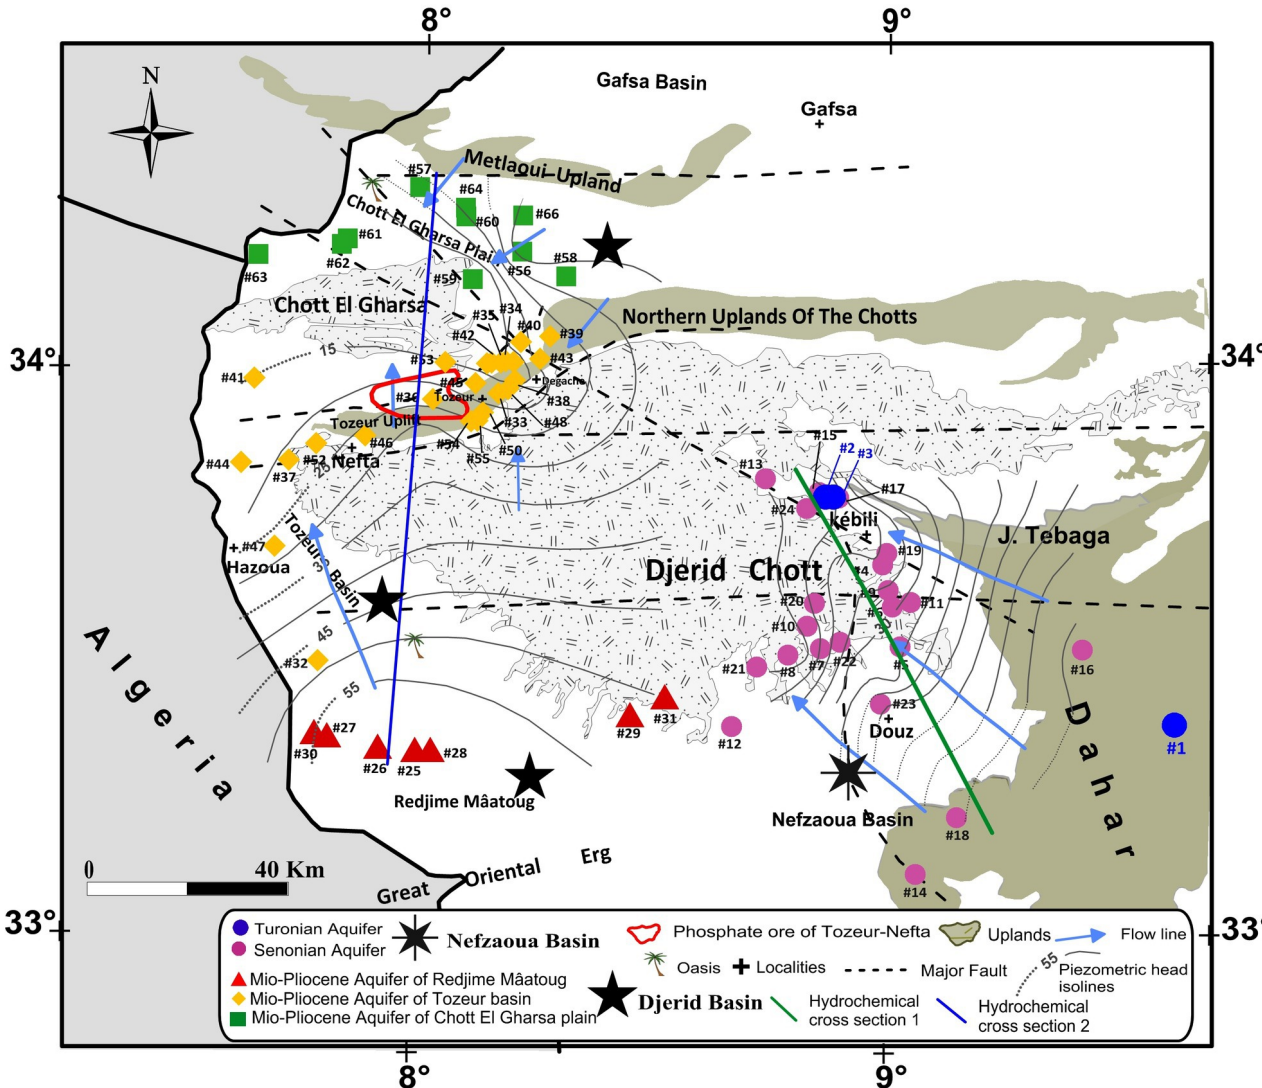 8°
9°
N
Gafsa Basin
Gafsa
Metlaoui Upland
#57
#64
#60
#66
Chott El Gharsa Plain
#61
#62
#63
#56
#58
#59
Chott El Gharsa
#34
#35
#40
#42
#39
Northern Uplands Of The Chotts
34°
34°
15
#53
#43
#41
#45
Degache
#36
Tozeur
#38
Tozeur Uplift
#33
#48
#46
#54
#50
#44
#52
Nefta
#55
#37
25
#15
#2
#3
#13
#17
#24
kébili
J. Tebaga
Tozeur Basin
#47
Hazoua
#19
Djerid Chott
#4
#9
#20
#11
#6
#10
45
#32
#7
#22
#5
#8
#21
#16
55
#23
Douz
#27
#30
#31
#29
#12
#1
#26
#25
#28
Algeria
Dahar
Redjime Mâatoug
Nefzaoua Basin
#18
0
40 Km
Great Oriental Erg
#14
33°
33°
Turonian Aquifer
Senonian Aquifer
Nefzaoua Basin
Phosphate ore of Tozeur-Nefta
Uplands
Flow line
Oasis
Localities
Major Fault
55
Piezometric head
isolines
Mio-Pliocene Aquifer of Redjime Mâatoug
Mio-Pliocene Aquifer of Tozeur basin
Mio-Pliocene Aquifer of Chott El Gharsa plain
Djerid Basin
Hydrochemical
cross section 1
Hydrochemical
cross section 2
8°
9°